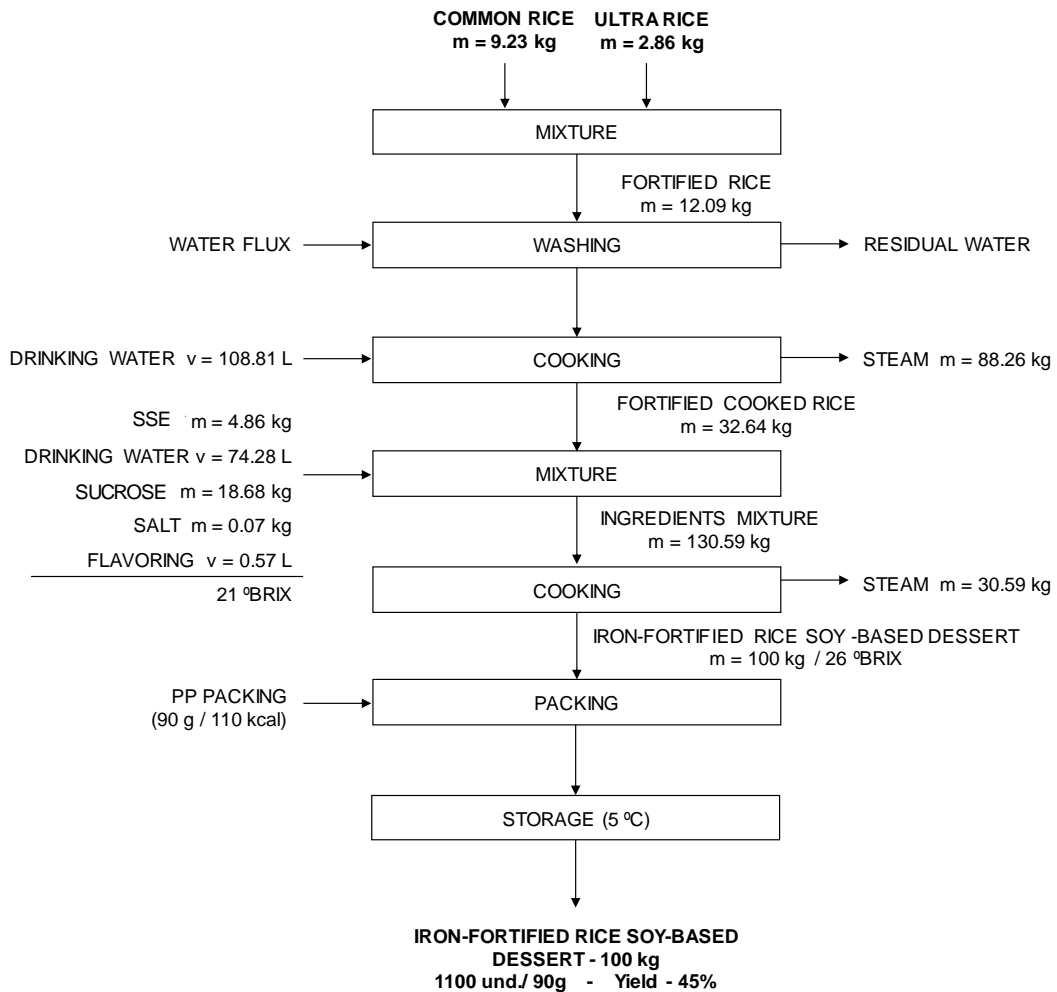 COMMON RICE
m = 9.23 kg
ULTRA RICE
m = 2.86 kg
MIXTURE
FORTIFIED RICE
m = 12.09 kg
WATER FLUX
WASHING
RESIDUAL WATER
DRINKING WATER v = 108.81 L
COOKING
STEAM m = 88.26 kg
FORTIFIED COOKED RICE
m = 32.64 kg
SSE m = 4.86 kg
DRINKING WATER v = 74.28 L
SUCROSE m = 18.68 kg
SALT m = 0.07 kg
FLAVORING v = 0.57 L
21 ºBRIX
MIXTURE
INGREDIENTS MIXTURE
m = 130.59 kg
COOKING
STEAM m = 30.59 kg
IRON-FORTIFIED RICE SOY -BASED DESSERT
m = 100 kg / 26 ºBRIX
PP PACKING
(90 g / 110 kcal)
PACKING
STORAGE (5 ºC)
IRON-FORTIFIED RICE SOY-BASED
DESSERT - 100 kg
1100 und./ 90g - Yield - 45%